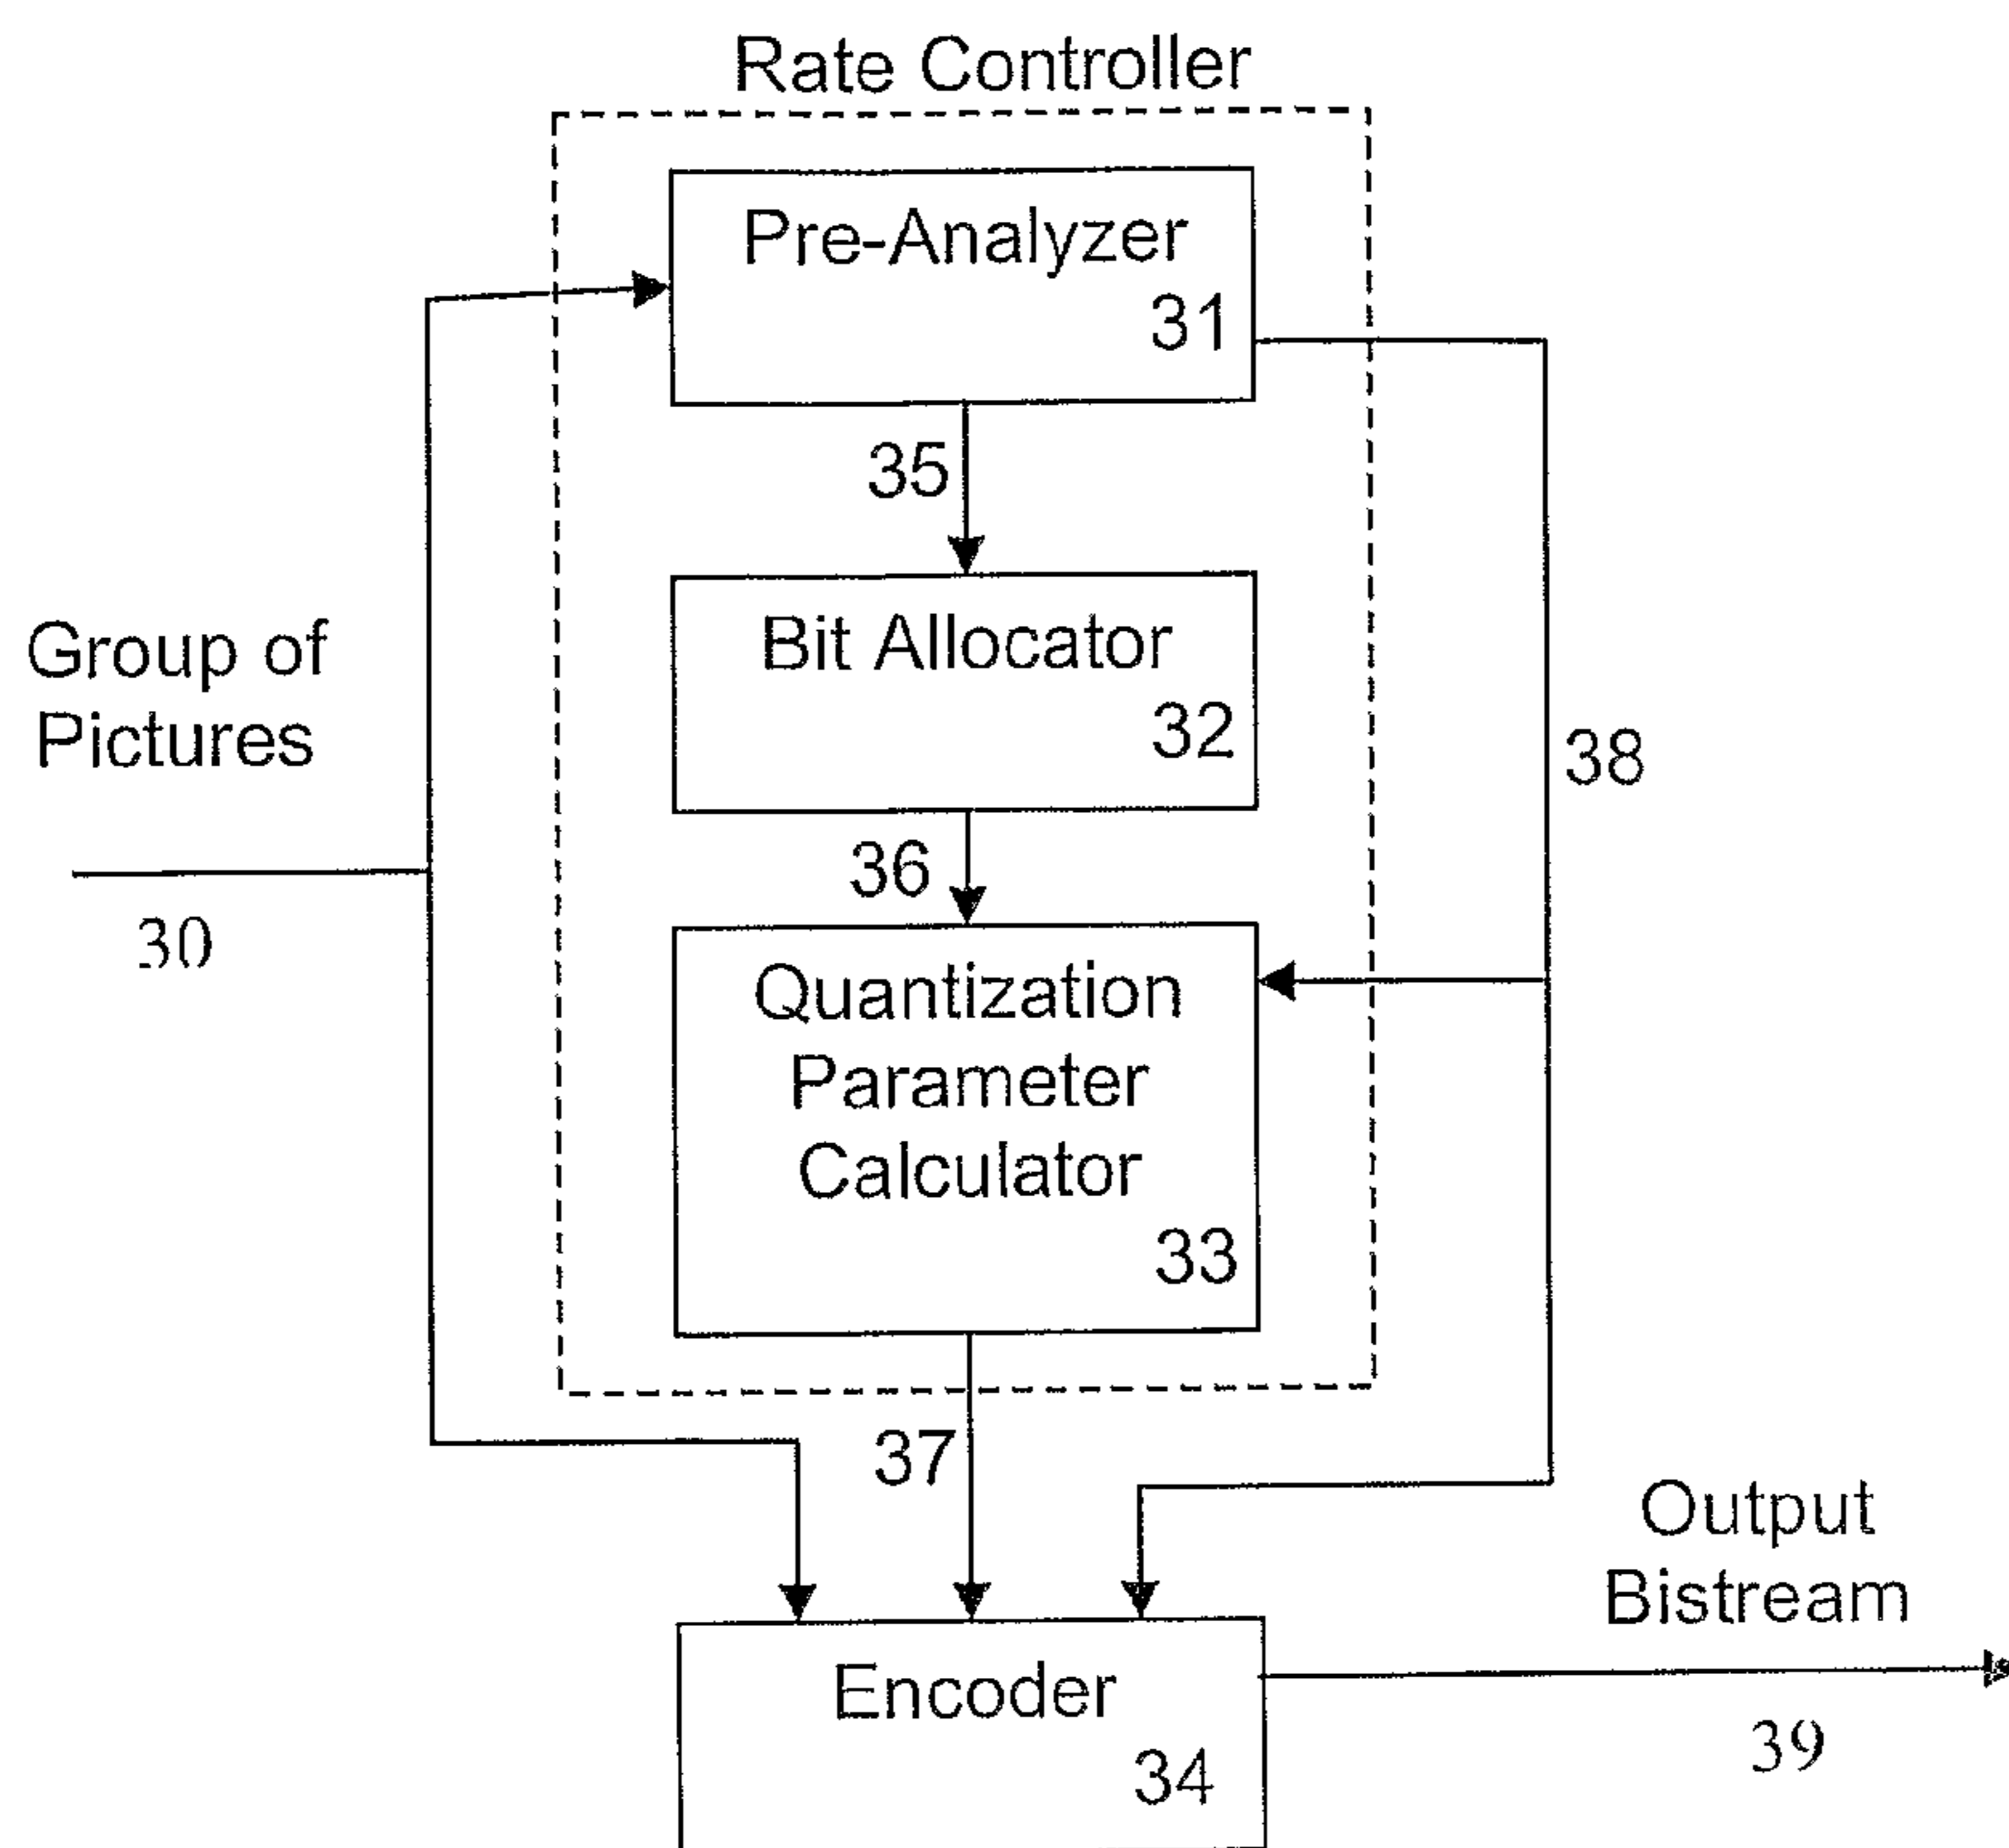 Rate Controller
Pre-Analyzer
31
35
Bit Allocator
32
36
Group of
Pictures
30
38
Quantization
Parameter
Calculator
33
37
Output
Bistream
39
Encoder
34